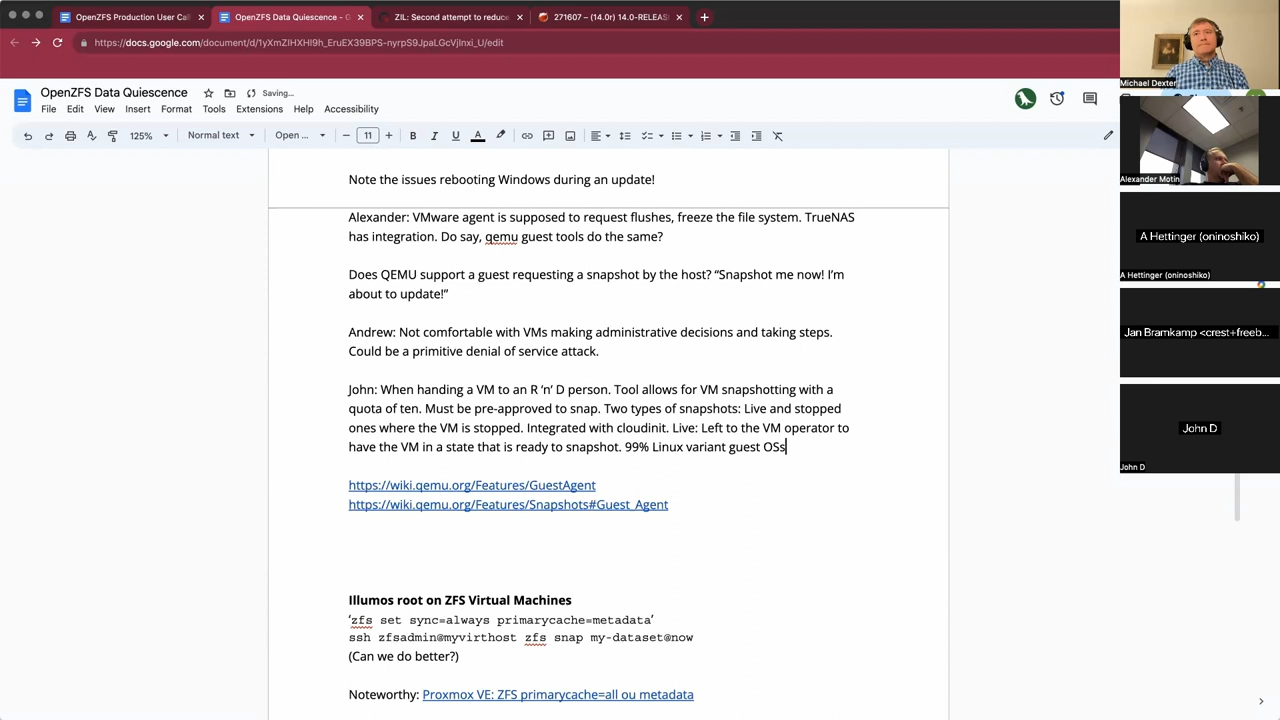 OpenZFS Production User Cal
OpenZFS Data Quiescence - G
ZIL: Second attempt to reduc
271607 – (14.0r) 14.0-RELEAS
https://docs.google.com/document/d/1yXmZIHXHI9h_EruEX39BPS-nyrpS9JpaLGcVjlnxi_U/edit
OpenZFS Data Quiescence
Saving...
File Edit View Insert Format Tools Extensions Help Accessibility
125% Normal text Open ... 11 B I U A
Note the issues rebooting Windows during an update!
Alexander: VMware agent is supposed to request flushes, freeze the file system. TrueNAS
has integration. Do say, qemu guest tools do the same?
Does QEMU support a guest requesting a snapshot by the host? “Snapshot me now! I’m
about to update!”
Andrew: Not comfortable with VMs making administrative decisions and taking steps.
Could be a primitive denial of service attack.
John: When handing a VM to an R ‘n’ D person. Tool allows for VM snapshotting with a
quota of ten. Must be pre-approved to snap. Two types of snapshots: Live and stopped
ones where the VM is stopped. Integrated with cloudinit. Live: Left to the VM operator to
have the VM in a state that is ready to snapshot. 99% Linux variant guest OSs
https://wiki.qemu.org/Features/GuestAgent
https://wiki.qemu.org/Features/Snapshots#Guest_Agent
Illumos root on ZFS Virtual Machines
‘zfs set sync=always primarycache=metadata’
ssh zfsadmin@myvirthost zfs snap my-dataset@now
(Can we do better?)
Noteworthy: Proxmox VE: ZFS primarycache=all ou metadata
Michael Dexter
Alexander Motin
A Hettinger (oninoshiko)
A Hettinger (oninoshiko)
Jan Bramkamp <crest+freeb...
John D
John D